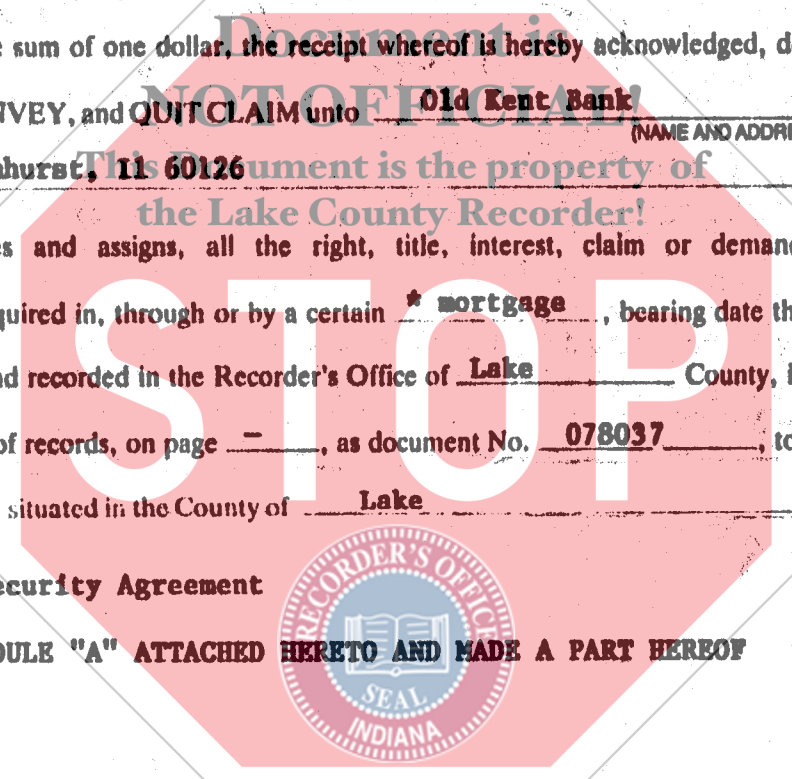 Document is
e sum of one dollar, the receipt whereof is hereby acknowledged, d
NOT OFFICIAL!
NVEY, and QUIT CLAIM unto Old Kent Bank
(NAME AND ADDRE
This Document is the property of
hurst, Il 60126
the Lake County Recorder!
es and assigns, all the right, title, interest, claim or demand
quired in, through or by a certain * mortgage, bearing date th
nd recorded in the Recorder's Office of Lake County, i
of records, on page –, as document No. 078037, to
situated in the County of Lake
STOP
ecurity Agreement
DULE "A" ATTACHED HERETO AND MADE A PART HEREOF
RECORDER'S OFFICE
SEAL
INDIANA